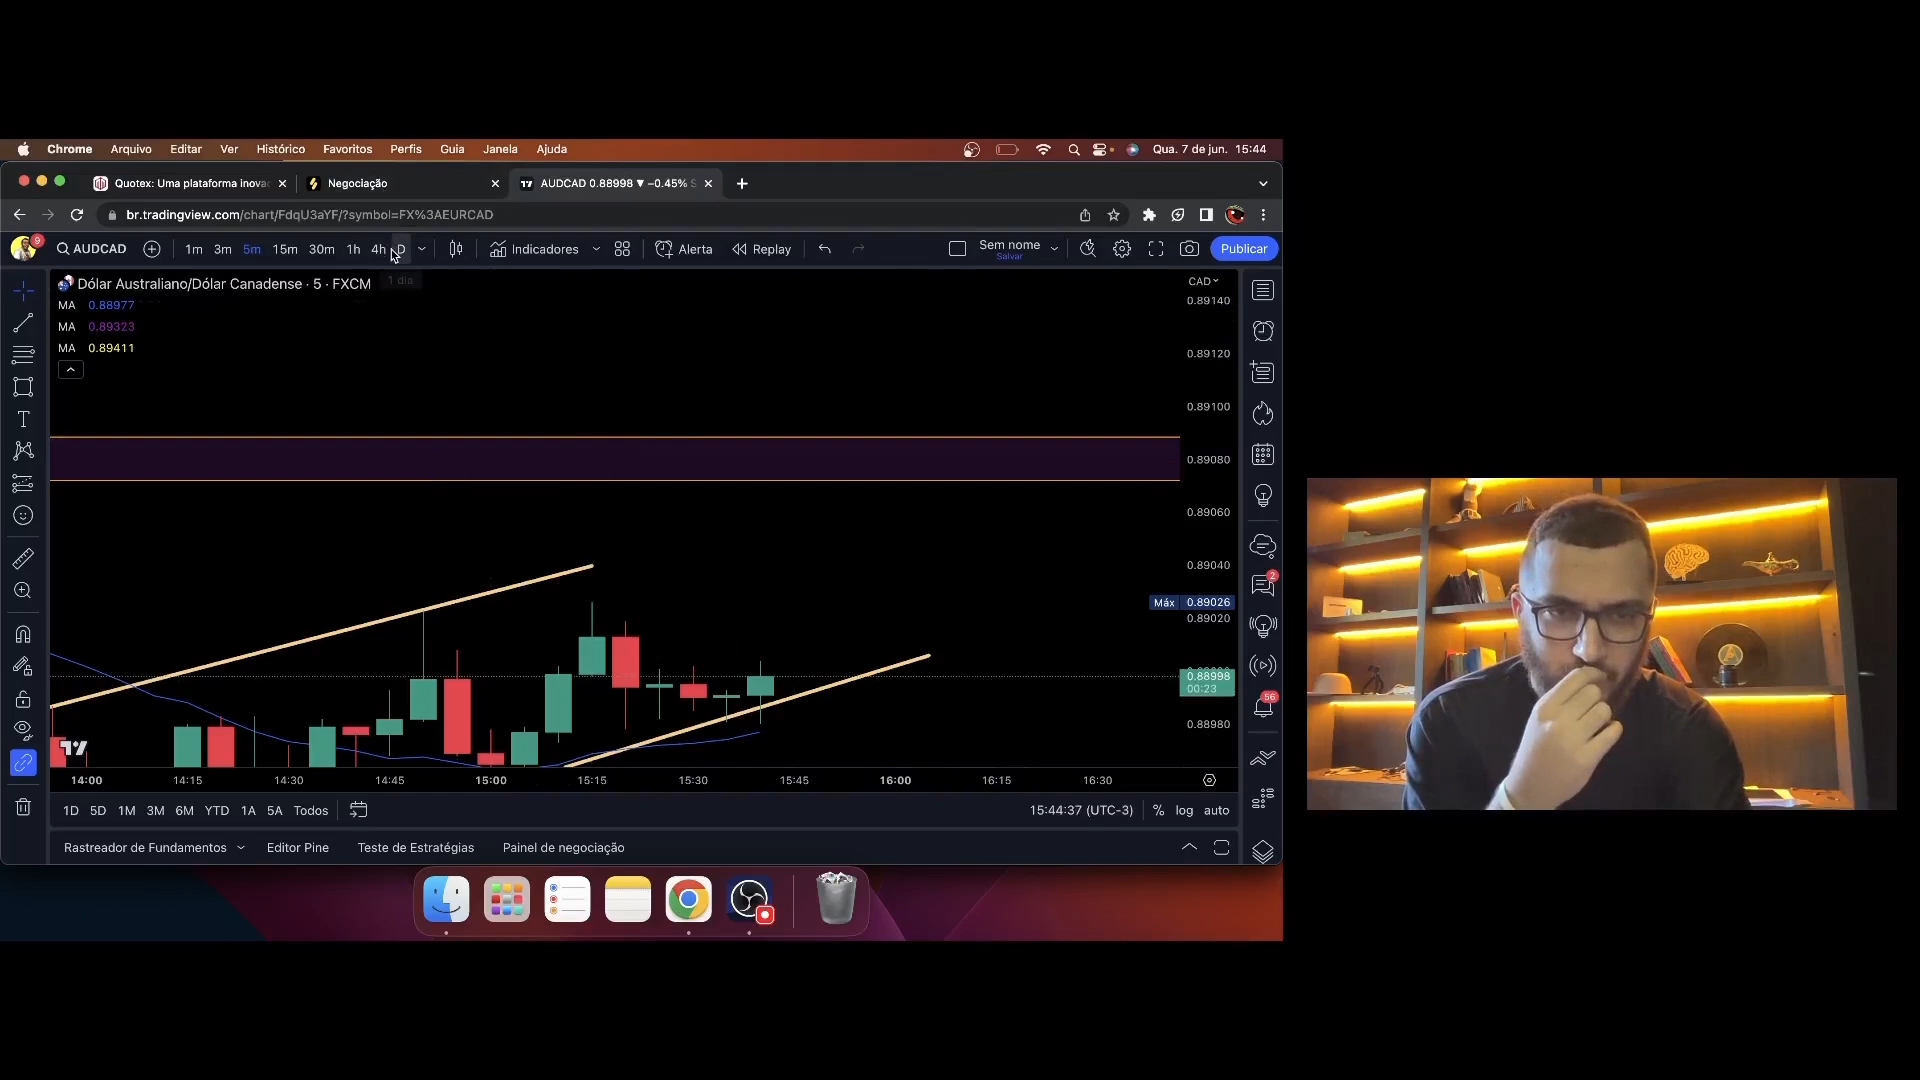 Chrome Arquivo Editar Ver Histórico Favoritos Perfis Guia Janela Ajuda Qua. 7 de jun. 15:44
Quotex: Uma plataforma inova Negociação AUDCAD 0.88998 ▼ −0.45% S
br.tradingview.com/chart/FdqU3aYF/?symbol=FX%3AEURCAD
9 AUDCAD 1m 3m 5m 15m 30m 1h 4h D Indicadores Alerta Replay Sem nome Publicar
Salvar
Dólar Australiano/Dólar Canadense · 5 · FXCM 1 dia CAD
0.89140
MA 0.88977
MA 0.89323
MA 0.89411
0.89120
0.89100
0.89080
0.89060
0.89040
2
Máx 0.89026
0.89020
0.88998
00:23
56
0.88980
14:00 14:15 14:30 14:45 15:00 15:15 15:30 15:45 16:00 16:15 16:30
1D 5D 1M 3M 6M YTD 1A 5A Todos 15:44:37 (UTC-3) % log auto
Rastreador de Fundamentos Editor Pine Teste de Estratégias Painel de negociação